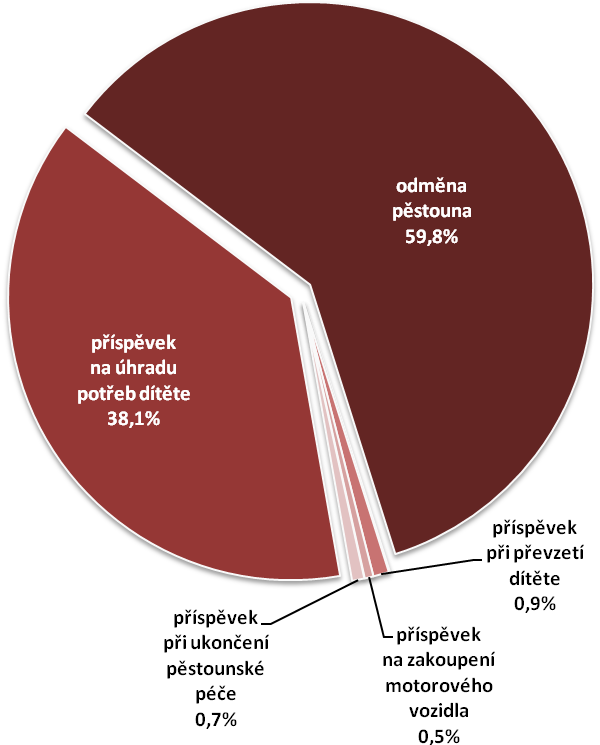 odměna
pěstouna
59,8%
příspěvek
na úhradu
potřeb dítěte
38,1%
příspěvek
při převzetí
dítěte
0,9%
příspěvek
při ukončení
pěstounské
péče
0,7%
příspěvek
na zakoupení
motorového
vozidla
0,5%